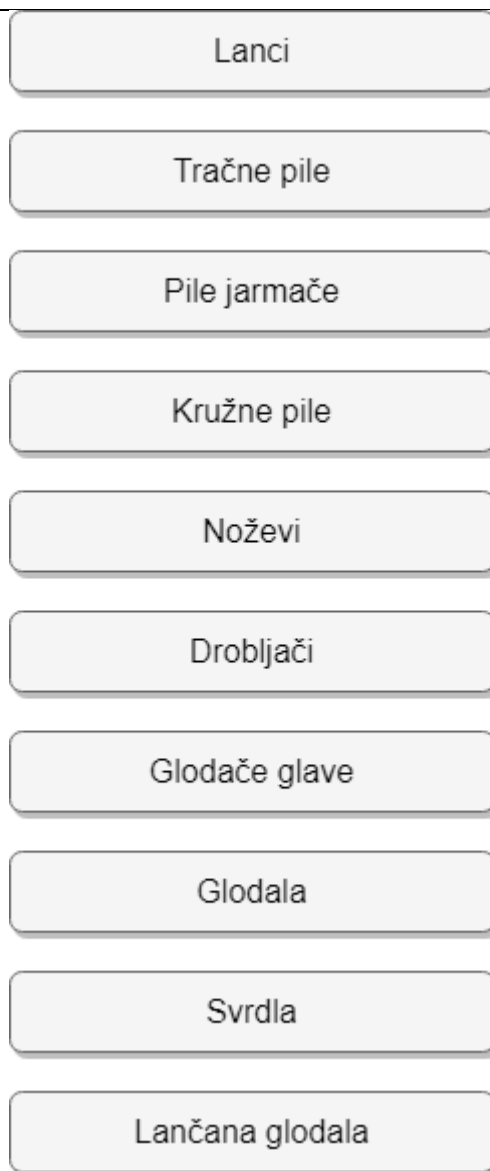 Lanci
Tračne pile
Pile jarmače
Kružne pile
Noževi
Drobljači
Glodače glave
Glodala
Svrdla
Lančana glodala